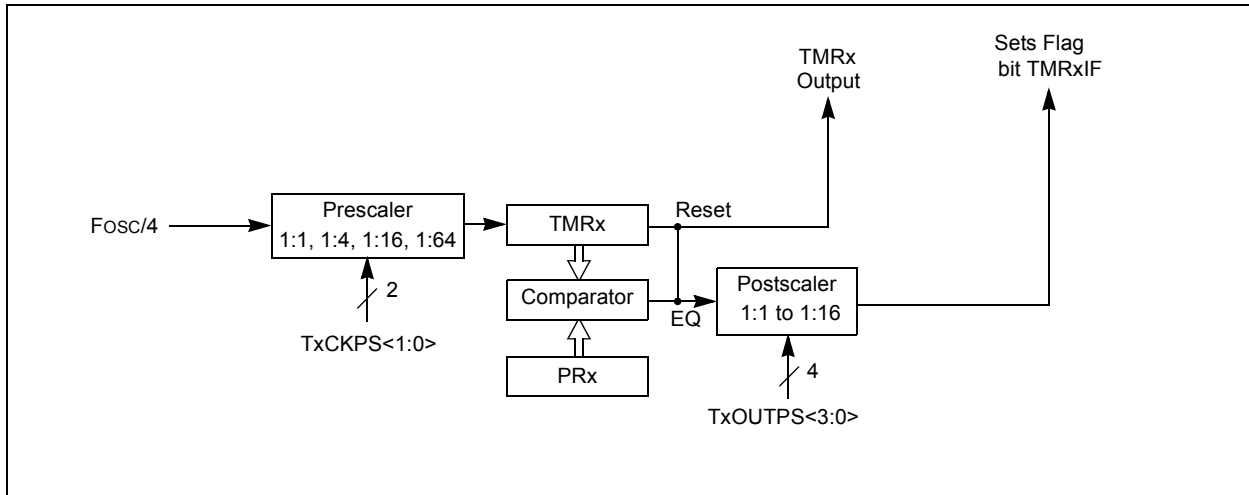 TMRx
Output
Sets Flag
bit TMRxIF
Fosc/4
Prescaler
1:1, 1:4, 1:16, 1:64
2
TxCKPS<1:0>
TMRx
Reset
Comparator
EQ
PRx
Postscaler
1:1 to 1:16
4
TxOUTPS<3:0>